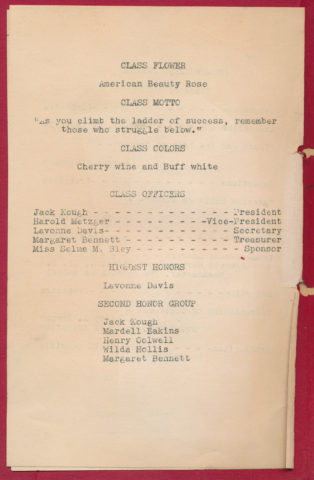 CLASS FLOWER
American Beauty Rose
CLASS MOTTO
"As you climb the ladder of success, remember
those who struggle below."
CLASS COLORS
Cherry wine and Buff white
CLASS OFFICERS
Jack Kough - - - - - - - - - - - - - President
Harold Metzger - - - - - - - - -Vice-President
Lavonne Davis- - - - - - - - - - - - Secretary
Margaret Bennett - - - - - - - - - - Treasurer
Miss Selma M. Bley - - - - - - - - - - Sponsor
HIGHEST HONORS
Lavonne Davis
SECOND HONOR GROUP
Jack Kough
Mardell Eakins
Henry Colwell
Wilda Hollis
Margaret Bennett